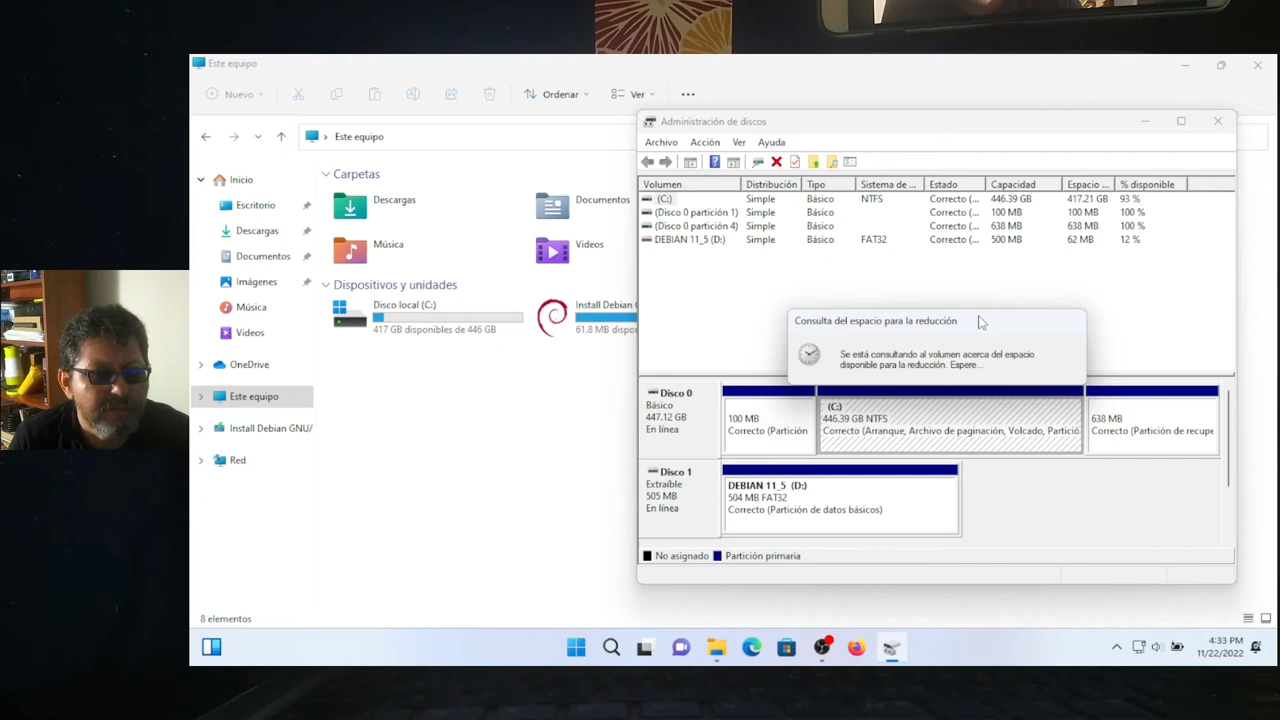 Este equipo
Nuevo
Ordenar
Ver
Este equipo
Inicio
Escritorio
Descargas
Documentos
Imágenes
Música
Videos
OneDrive
Este equipo
Install Debian GNU/
Red
Carpetas
Descargas
Documentos
Música
Videos
Dispositivos y unidades
Disco local (C:)
417 GB disponibles de 446 GB
Install Debian
61.8 MB dispo
8 elementos
Administración de discos
Archivo Acción Ver Ayuda
Volumen Distribución Tipo Sistema de ... Estado Capacidad Espacio ... % disponible
(C:) Simple Básico NTFS Correcto (... 446.39 GB 417.21 GB 93 %
(Disco 0 partición 1) Simple Básico Correcto (... 100 MB 100 MB 100 %
(Disco 0 partición 4) Simple Básico Correcto (... 638 MB 638 MB 100 %
DEBIAN 11_5 (D:) Simple Básico FAT32 Correcto (... 500 MB 62 MB 12 %
Consulta del espacio para la reducción
Se está consultando al volumen acerca del espacio
disponible para la reducción. Espere...
Disco 0
Básico
447.12 GB
En línea
100 MB
Correcto (Partición
(C:)
446.39 GB NTFS
Correcto (Arranque, Archivo de paginación, Volcado, Partició
638 MB
Correcto (Partición de recupe
Disco 1
Extraíble
505 MB
En línea
DEBIAN 11_5 (D:)
504 MB FAT32
Correcto (Partición de datos básicos)
No asignado Partición primaria
4:33 PM
11/22/2022